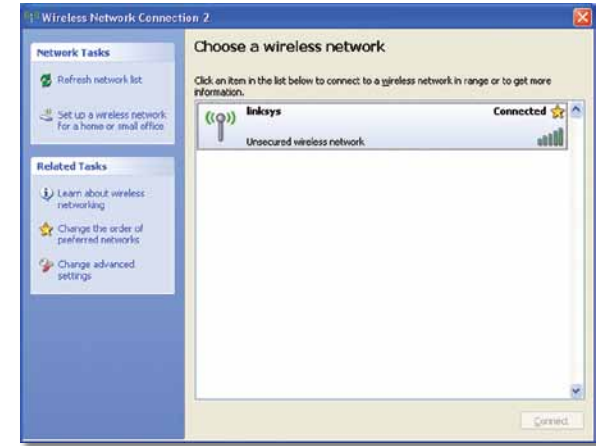 Wireless Network Connection 2
Network Tasks
Refresh network list
Set up a wireless network
for a home or small office
Related Tasks
Learn about wireless
networking
Change the order of
preferred networks
Change advanced
settings
Choose a wireless network
Click an item in the list below to connect to a wireless network in range or to get more
information.
linksys
Connected
Unsecured wireless network
Connect